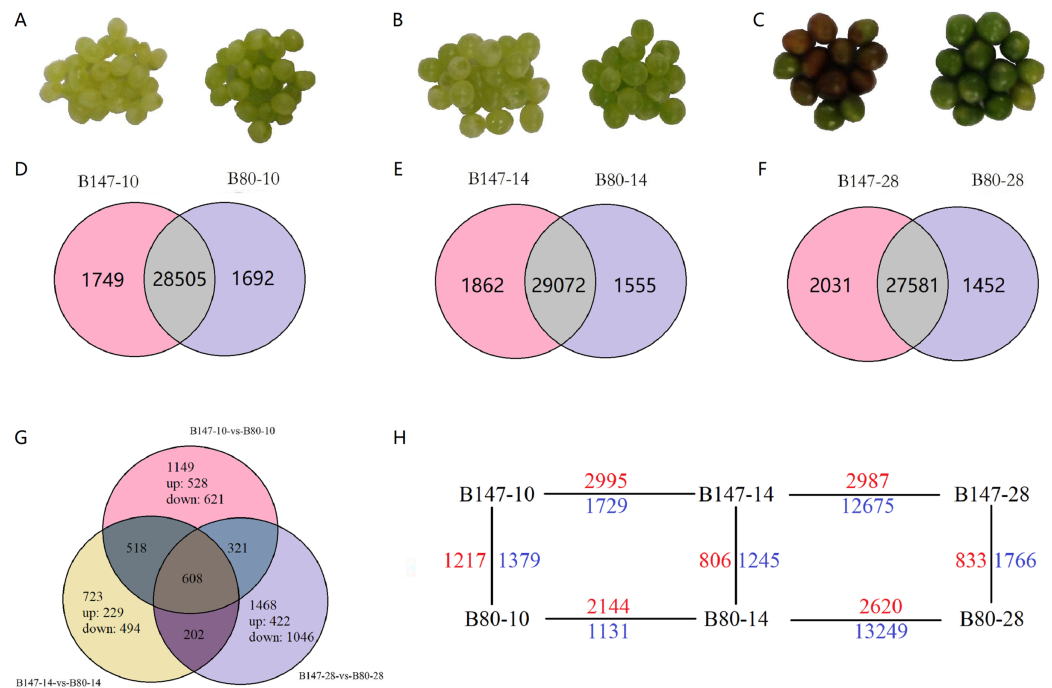 A
B
C
D
B147-10
B80-10
1749
28505
1692
E
B147-14
B80-14
1862
29072
1555
F
B147-28
B80-28
2031
27581
1452
G
B147-10-vs-B80-10
1149
up: 528
down: 621
518
321
608
723
up: 229
down: 494
1468
up: 422
down: 1046
202
B147-14-vs-B80-14
B147-28-vs-B80-28
H
B147-10
2995
1729
B147-14
2987
12675
B147-28
1217
1379
806
1245
833
1766
B80-10
2144
1131
B80-14
2620
13249
B80-28